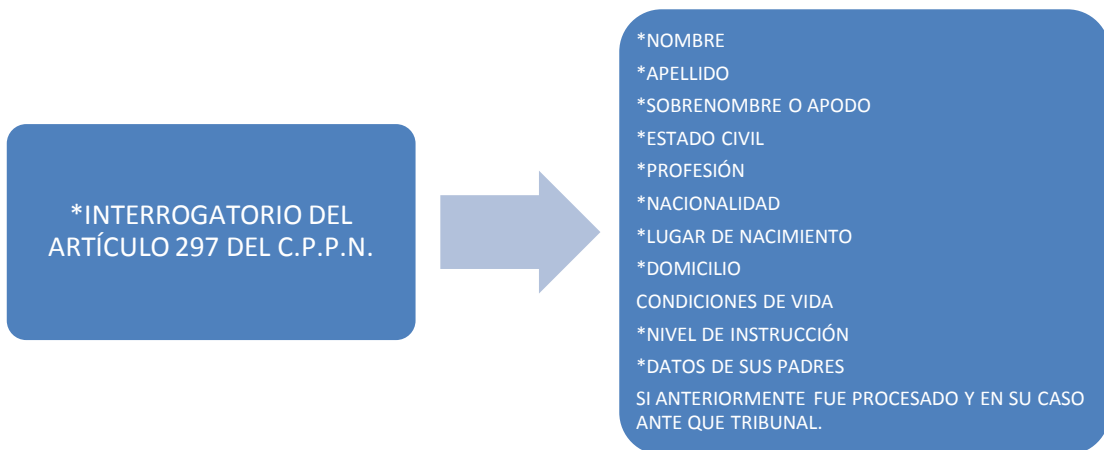 *INTERROGATORIO DEL
ARTÍCULO 297 DEL C.P.P.N.
*NOMBRE
*APELLIDO
*SOBRENOMBRE O APODO
*ESTADO CIVIL
*PROFESIÓN
*NACIONALIDAD
*LUGAR DE NACIMIENTO
*DOMICILIO
CONDICIONES DE VIDA
*NIVEL DE INSTRUCCIÓN
*DATOS DE SUS PADRES
SI ANTERIORMENTE FUE PROCESADO Y EN SU CASO
ANTE QUE TRIBUNAL.